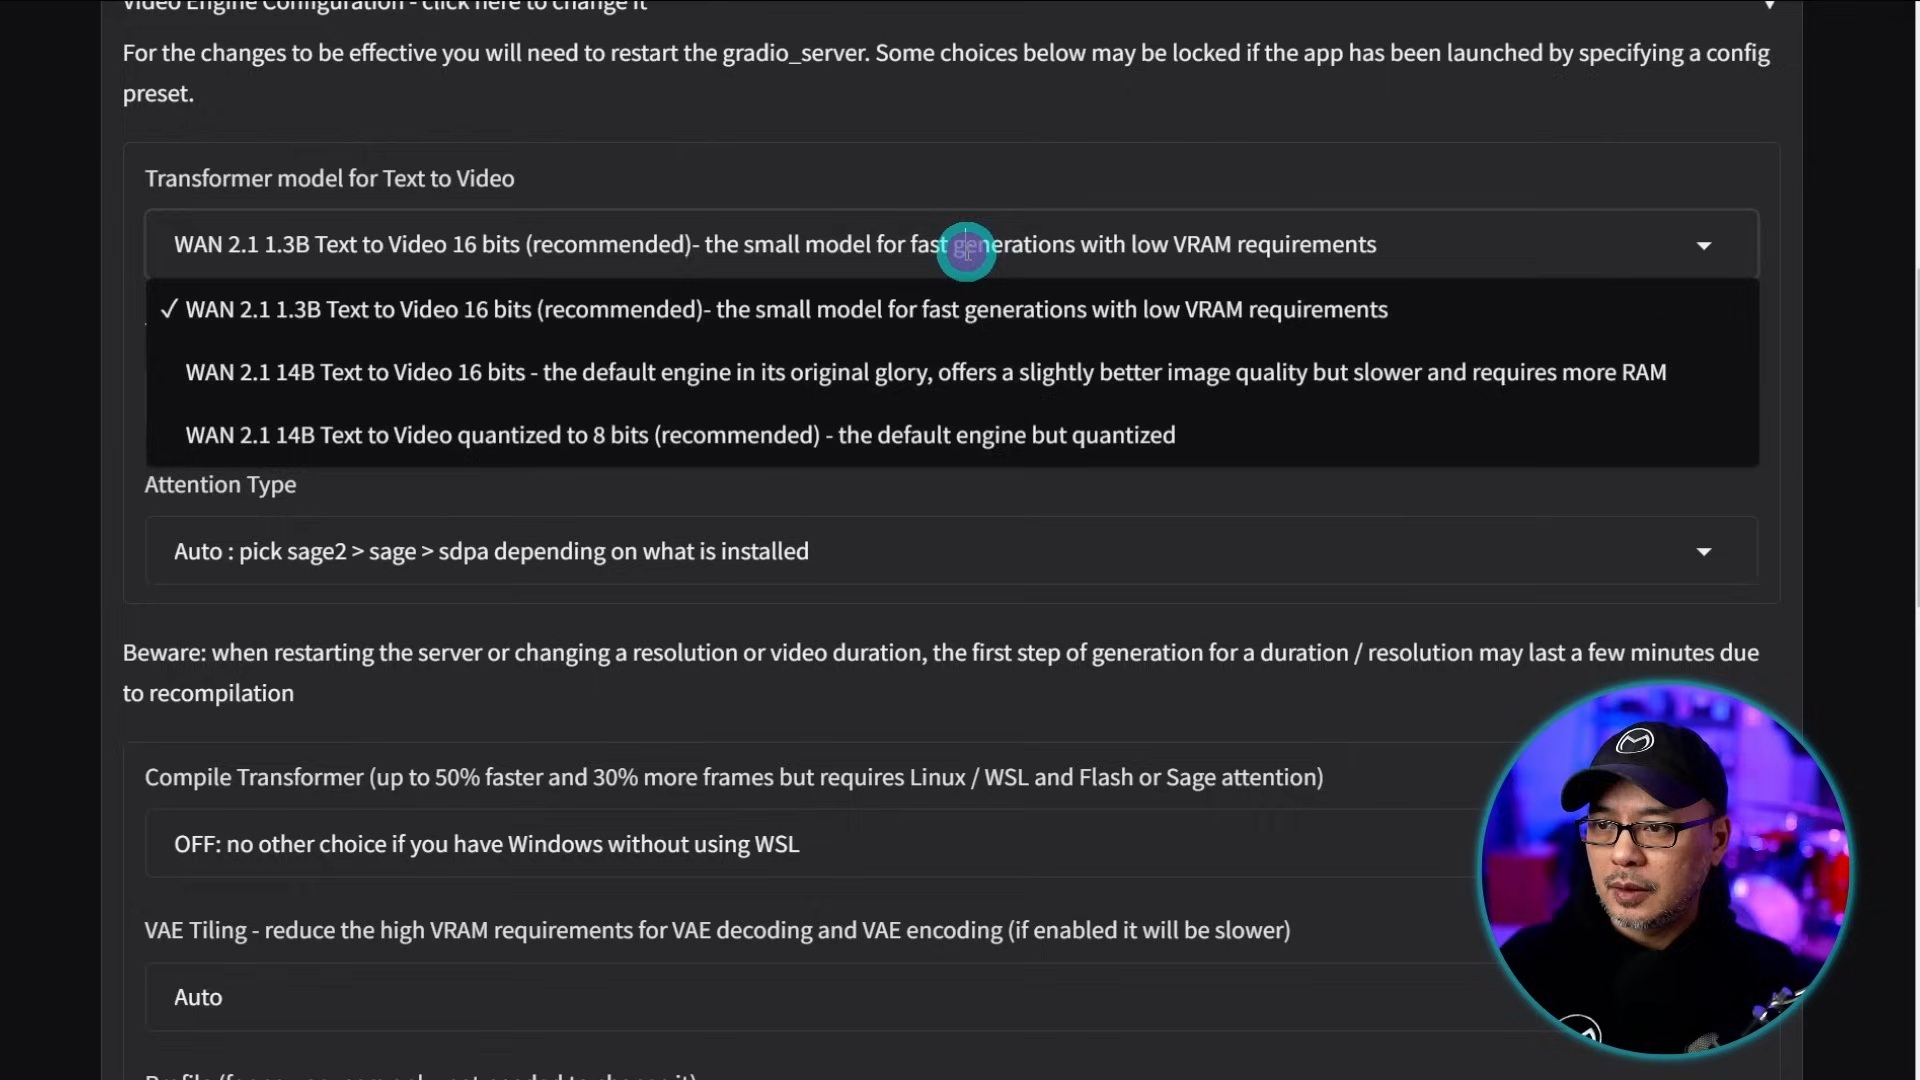 Video Engine Configuration - click here to change it
For the changes to be effective you will need to restart the gradio_server. Some choices below may be locked if the app has been launched by specifying a config
preset.
Transformer model for Text to Video
WAN 2.1 1.3B Text to Video 16 bits (recommended)- the small model for fast generations with low VRAM requirements
✓ WAN 2.1 1.3B Text to Video 16 bits (recommended)- the small model for fast generations with low VRAM requirements
WAN 2.1 14B Text to Video 16 bits - the default engine in its original glory, offers a slightly better image quality but slower and requires more RAM
WAN 2.1 14B Text to Video quantized to 8 bits (recommended) - the default engine but quantized
Attention Type
Auto : pick sage2 > sage > sdpa depending on what is installed
Beware: when restarting the server or changing a resolution or video duration, the first step of generation for a duration / resolution may last a few minutes due
to recompilation
Compile Transformer (up to 50% faster and 30% more frames but requires Linux / WSL and Flash or Sage attention)
OFF: no other choice if you have Windows without using WSL
VAE Tiling - reduce the high VRAM requirements for VAE decoding and VAE encoding (if enabled it will be slower)
Auto